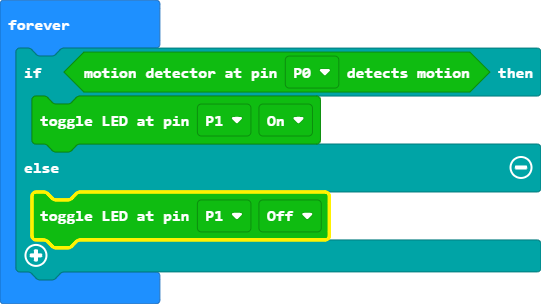 forever
if motion detector at pin P0 detects motion then
toggle LED at pin P1 On
else
toggle LED at pin P1 Off